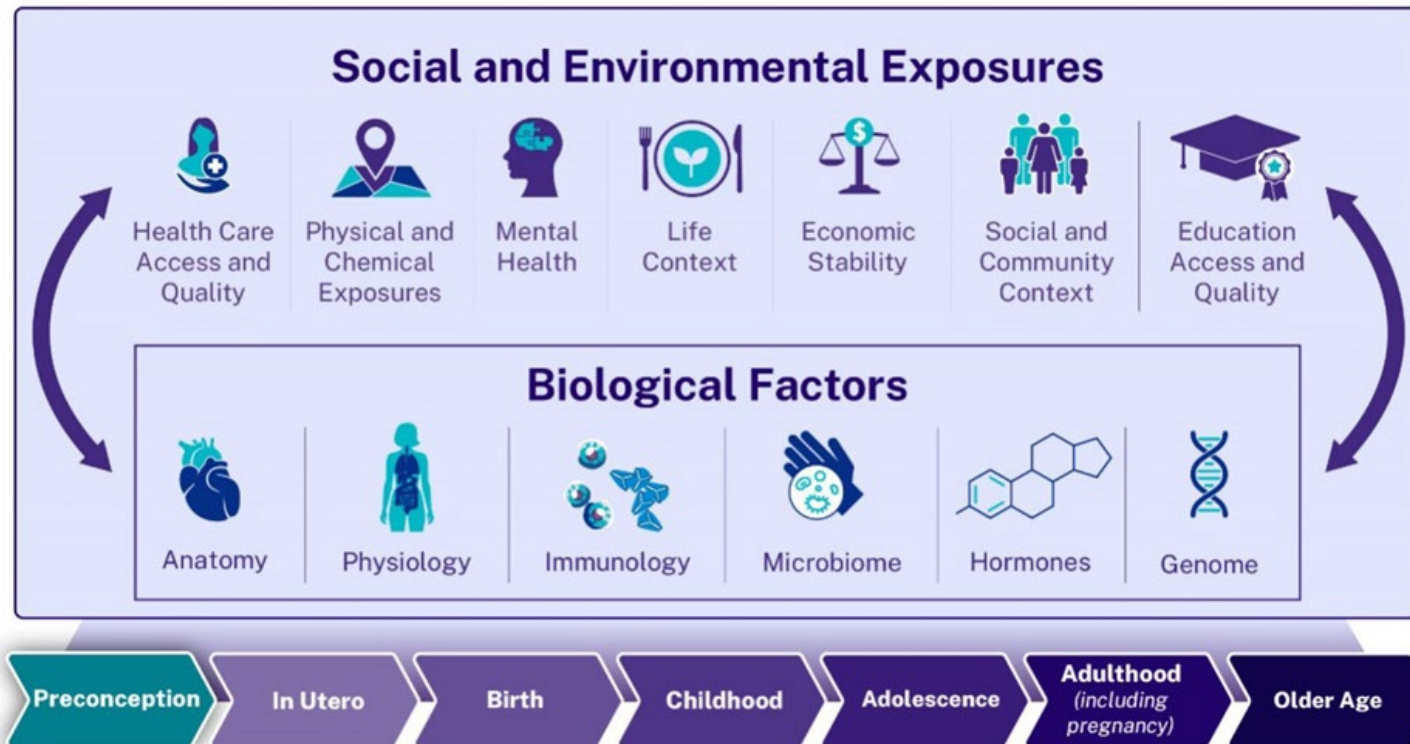 Social and Environmental Exposures
Health Care
Access and
Quality
Physical and
Chemical
Exposures
Mental
Health
Life
Context
$
Economic
Stability
Social and
Community
Context
Education
Access and
Quality
Biological Factors
Anatomy
Physiology
Immunology
Microbiome
Hormones
Genome
Preconception
In Utero
Birth
Childhood
Adolescence
Adulthood
(including
pregnancy)
Older Age